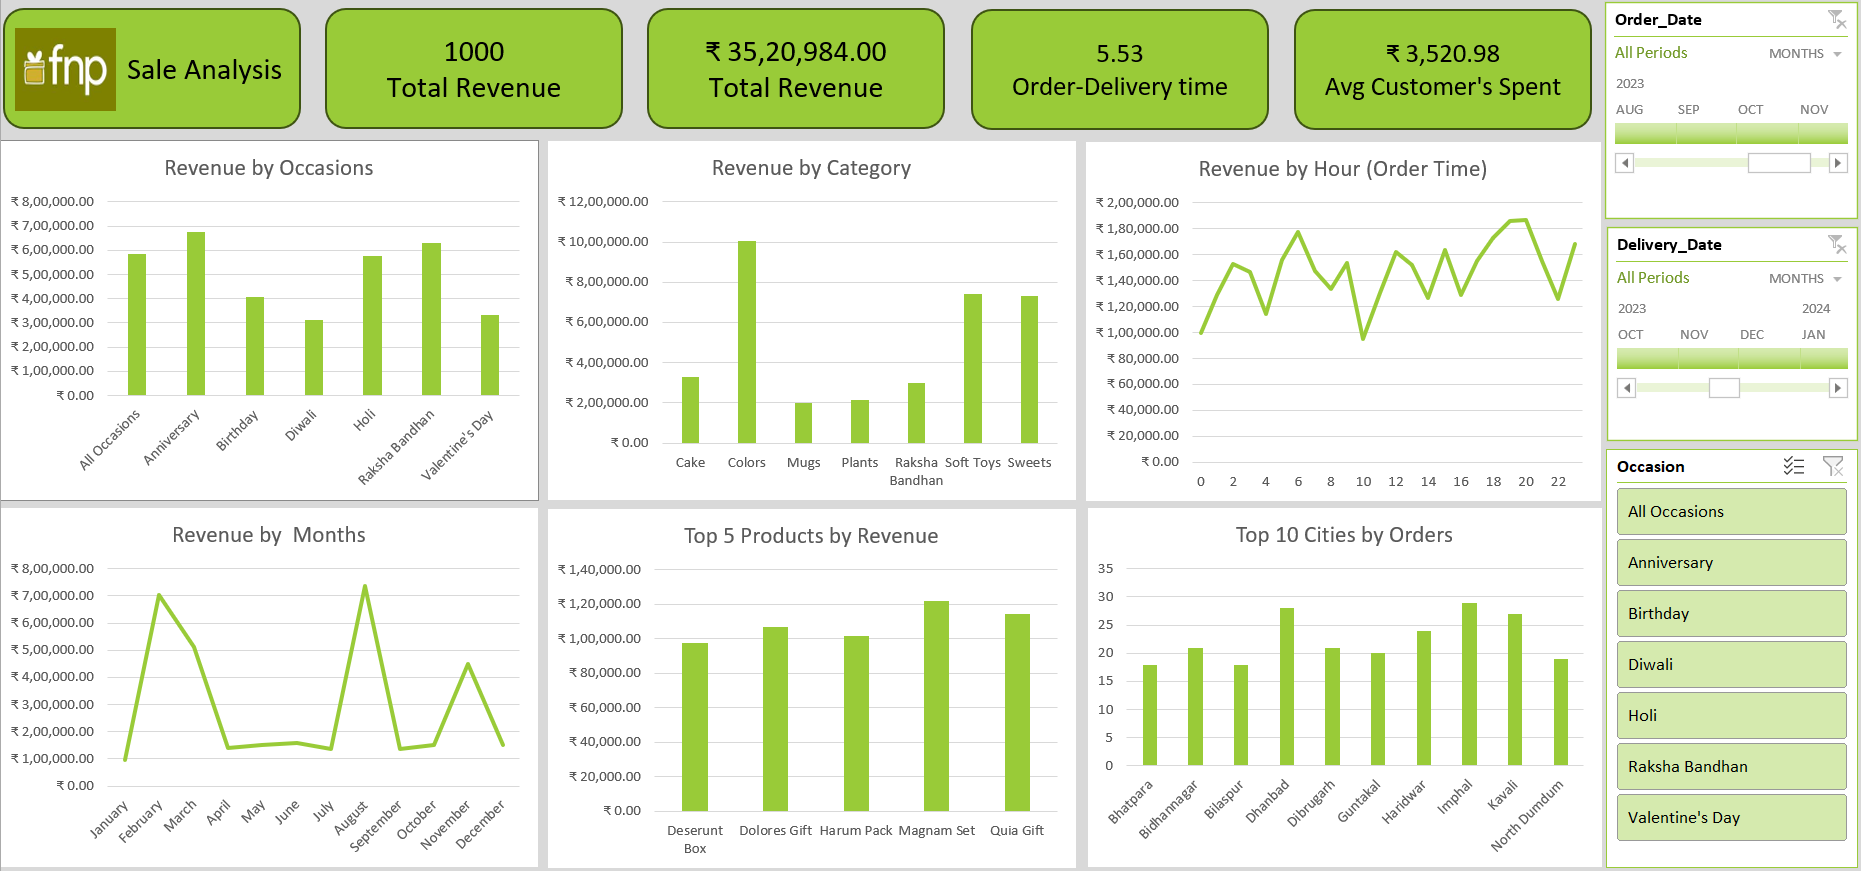 fnp
Sale Analysis
1000
Total Revenue
₹ 35,20,984.00
Total Revenue
5.53
Order-Delivery time
₹ 3,520.98
Avg Customer's Spent
Order_Date
All Periods
MONTHS
2023
AUG SEP OCT NOV
Delivery_Date
All Periods
MONTHS
2023 2024
OCT NOV DEC JAN
Occasion
All Occasions
Anniversary
Birthday
Diwali
Holi
Raksha Bandhan
Valentine's Day
Revenue by Occasions
₹ 8,00,000.00
₹ 7,00,000.00
₹ 6,00,000.00
₹ 5,00,000.00
₹ 4,00,000.00
₹ 3,00,000.00
₹ 2,00,000.00
₹ 1,00,000.00
₹ 0.00
All Occasions
Anniversary
Birthday
Diwali
Holi
Raksha Bandhan
Valentine's Day
Revenue by Category
₹ 12,00,000.00
₹ 10,00,000.00
₹ 8,00,000.00
₹ 6,00,000.00
₹ 4,00,000.00
₹ 2,00,000.00
₹ 0.00
Cake Colors Mugs Plants Raksha Soft Toys Sweets
Bandhan
Revenue by Hour (Order Time)
₹ 2,00,000.00
₹ 1,80,000.00
₹ 1,60,000.00
₹ 1,40,000.00
₹ 1,20,000.00
₹ 1,00,000.00
₹ 80,000.00
₹ 60,000.00
₹ 40,000.00
₹ 20,000.00
₹ 0.00
0 2 4 6 8 10 12 14 16 18 20 22
Revenue by  Months
₹ 8,00,000.00
₹ 7,00,000.00
₹ 6,00,000.00
₹ 5,00,000.00
₹ 4,00,000.00
₹ 3,00,000.00
₹ 2,00,000.00
₹ 1,00,000.00
₹ 0.00
January
February
March
April
May
June
July
August
September
October
November
December
Top 5 Products by Revenue
₹ 1,40,000.00
₹ 1,20,000.00
₹ 1,00,000.00
₹ 80,000.00
₹ 60,000.00
₹ 40,000.00
₹ 20,000.00
₹ 0.00
Deserunt Dolores Gift Harum Pack Magnam Set Quia Gift
Box
Top 10 Cities by Orders
35
30
25
20
15
10
5
0
Bhatpara
Bidhannagar
Bilaspur
Dhanbad
Dibrugarh
Guntakal
Haridwar
Imphal
Kavali
North Dumdum